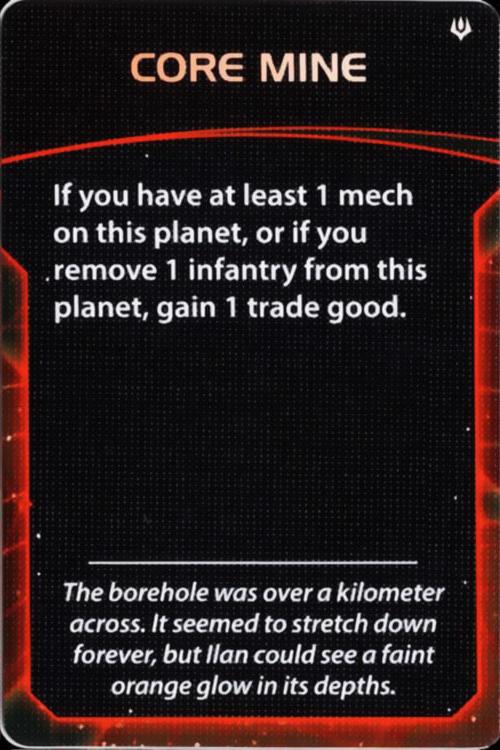 CORE MINE
If you have at least 1 mech
on this planet, or if you
remove 1 infantry from this
planet, gain 1 trade good.
The borehole was over a kilometer
across. It seemed to stretch down
forever, but Ilan could see a faint
orange glow in its depths.